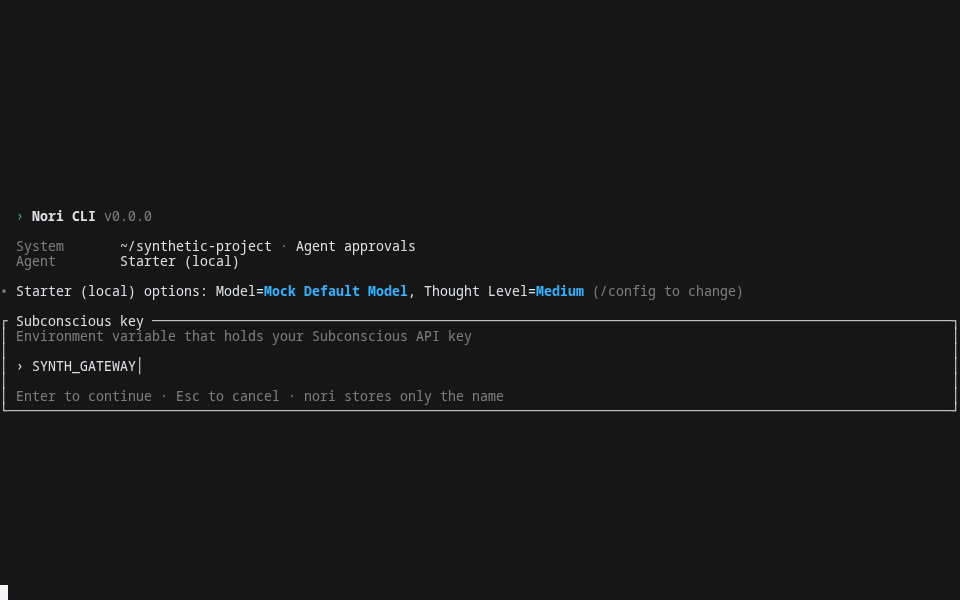 › Nori CLI v0.0.0
System ~/synthetic-project · Agent approvals
Agent Starter (local)
• Starter (local) options: Model=Mock Default Model, Thought Level=Medium (/config to change)
Subconscious key
Environment variable that holds your Subconscious API key
› SYNTH_GATEWAY
Enter to continue · Esc to cancel · nori stores only the name